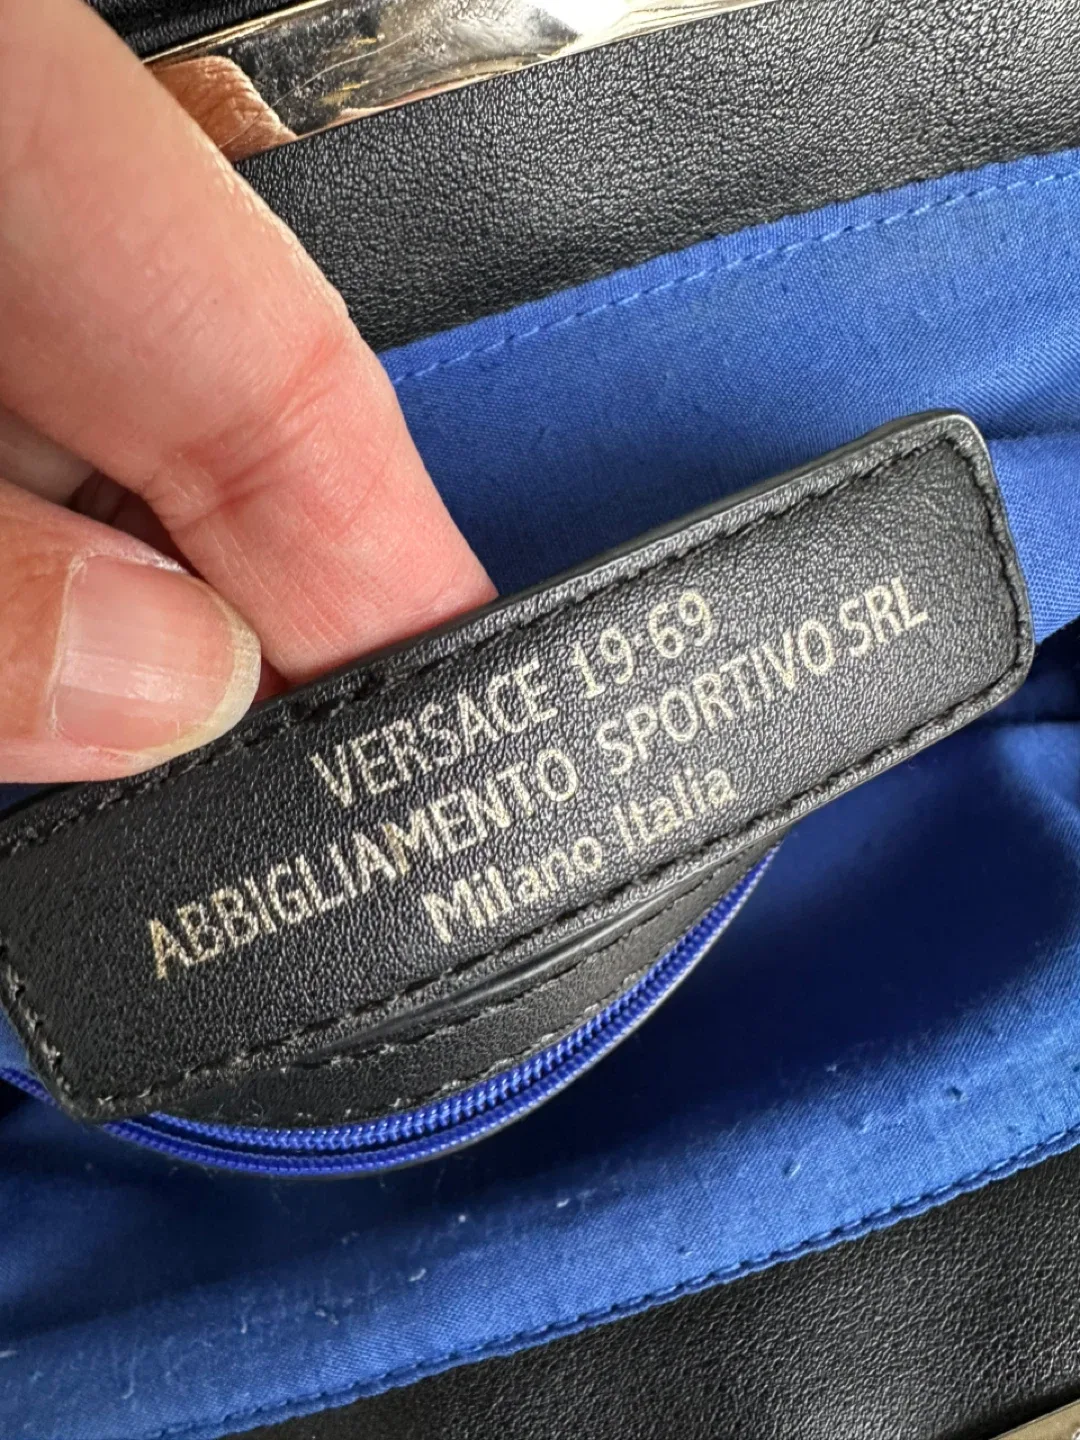 VERSACE 19·69
ABBIGLIAMENTO SPORTIVO SRL
Milano Italia